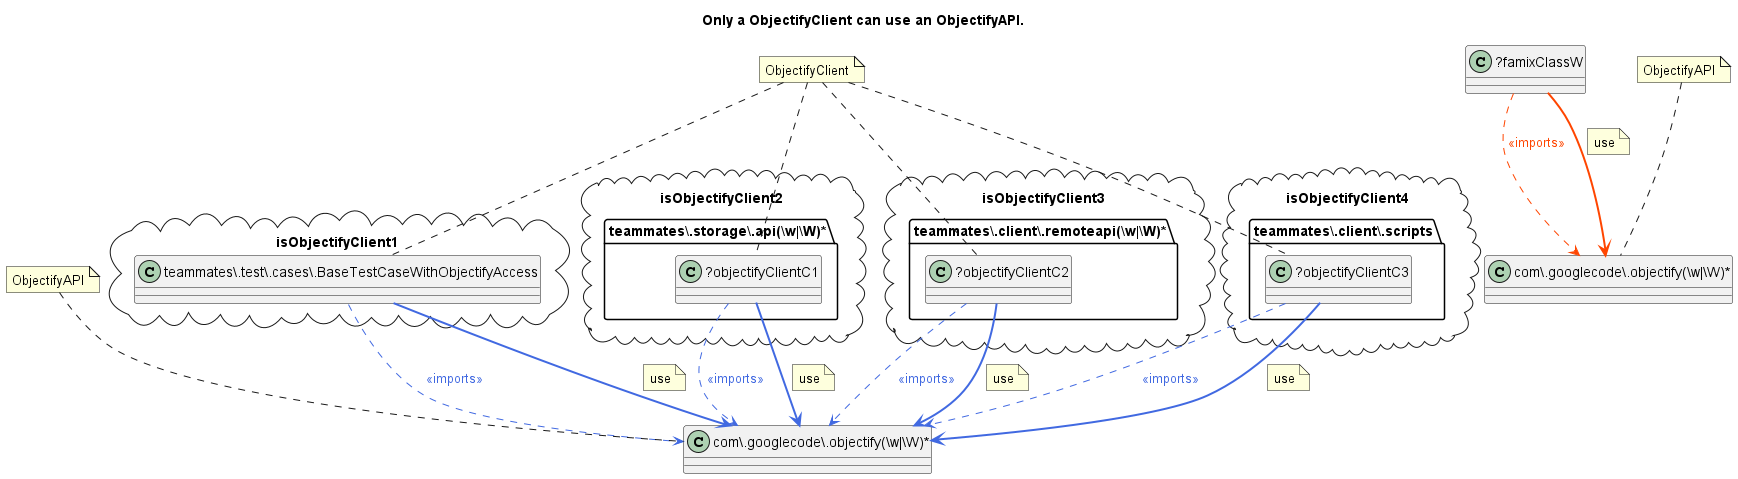 Only a ObjectifyClient can use an ObjectifyAPI.
ObjectifyClient
C ?famixClassW
ObjectifyAPI
«imports»
use
isObjectifyClient1
isObjectifyClient2
isObjectifyClient3
isObjectifyClient4
teammates\.storage\.api(\w|\W)*
teammates\.client\.remoteapi(\w|\W)*
teammates\.client\.scripts
ObjectifyAPI
C teammates\.test\.cases\.BaseTestCaseWithObjectifyAccess
C ?objectifyClientC1
C ?objectifyClientC2
C ?objectifyClientC3
C com\.googlecode\.objectify(\w|\W)*
«imports»
use
«imports»
use
«imports»
use
«imports»
use
C com\.googlecode\.objectify(\w|\W)*